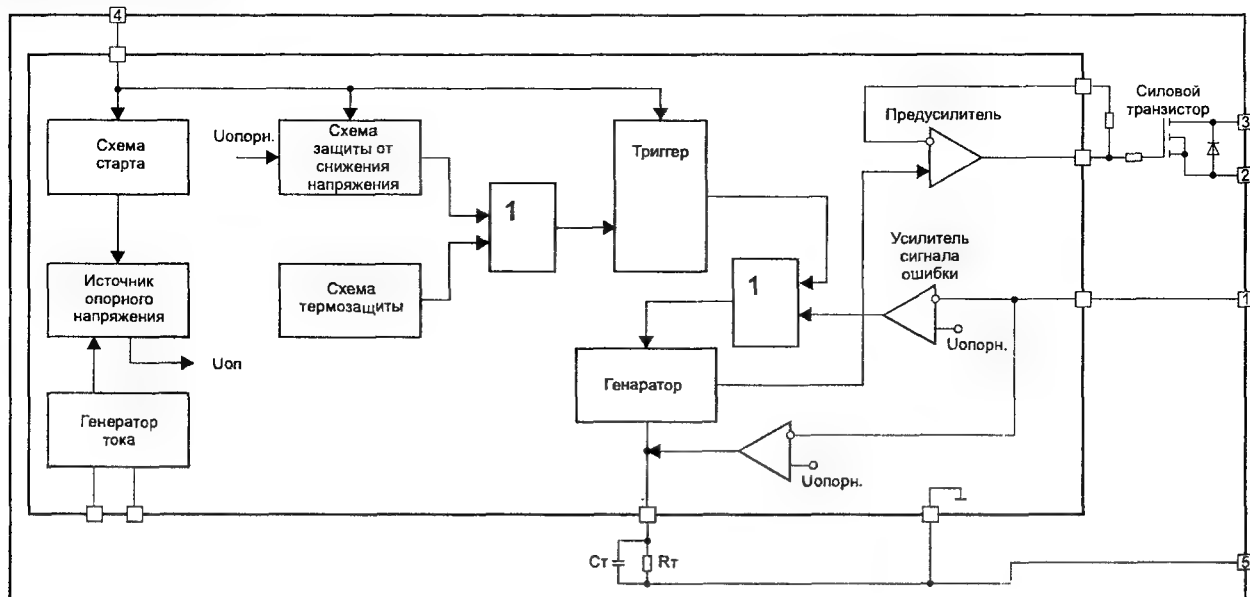 4
Схема
старта
Uопорн.
Схема
защиты от
снижения
напряжения
Триггер
Предусилитель
Силовой
транзистор
3
2
1
Источник
опорного
напряжения
Uоп
Схема
термозащиты
1
Усилитель
сигнала
ошибки
Uопорн.
1
Генаратор
Генератор
тока
Uопорн.
Ст
Rт
5